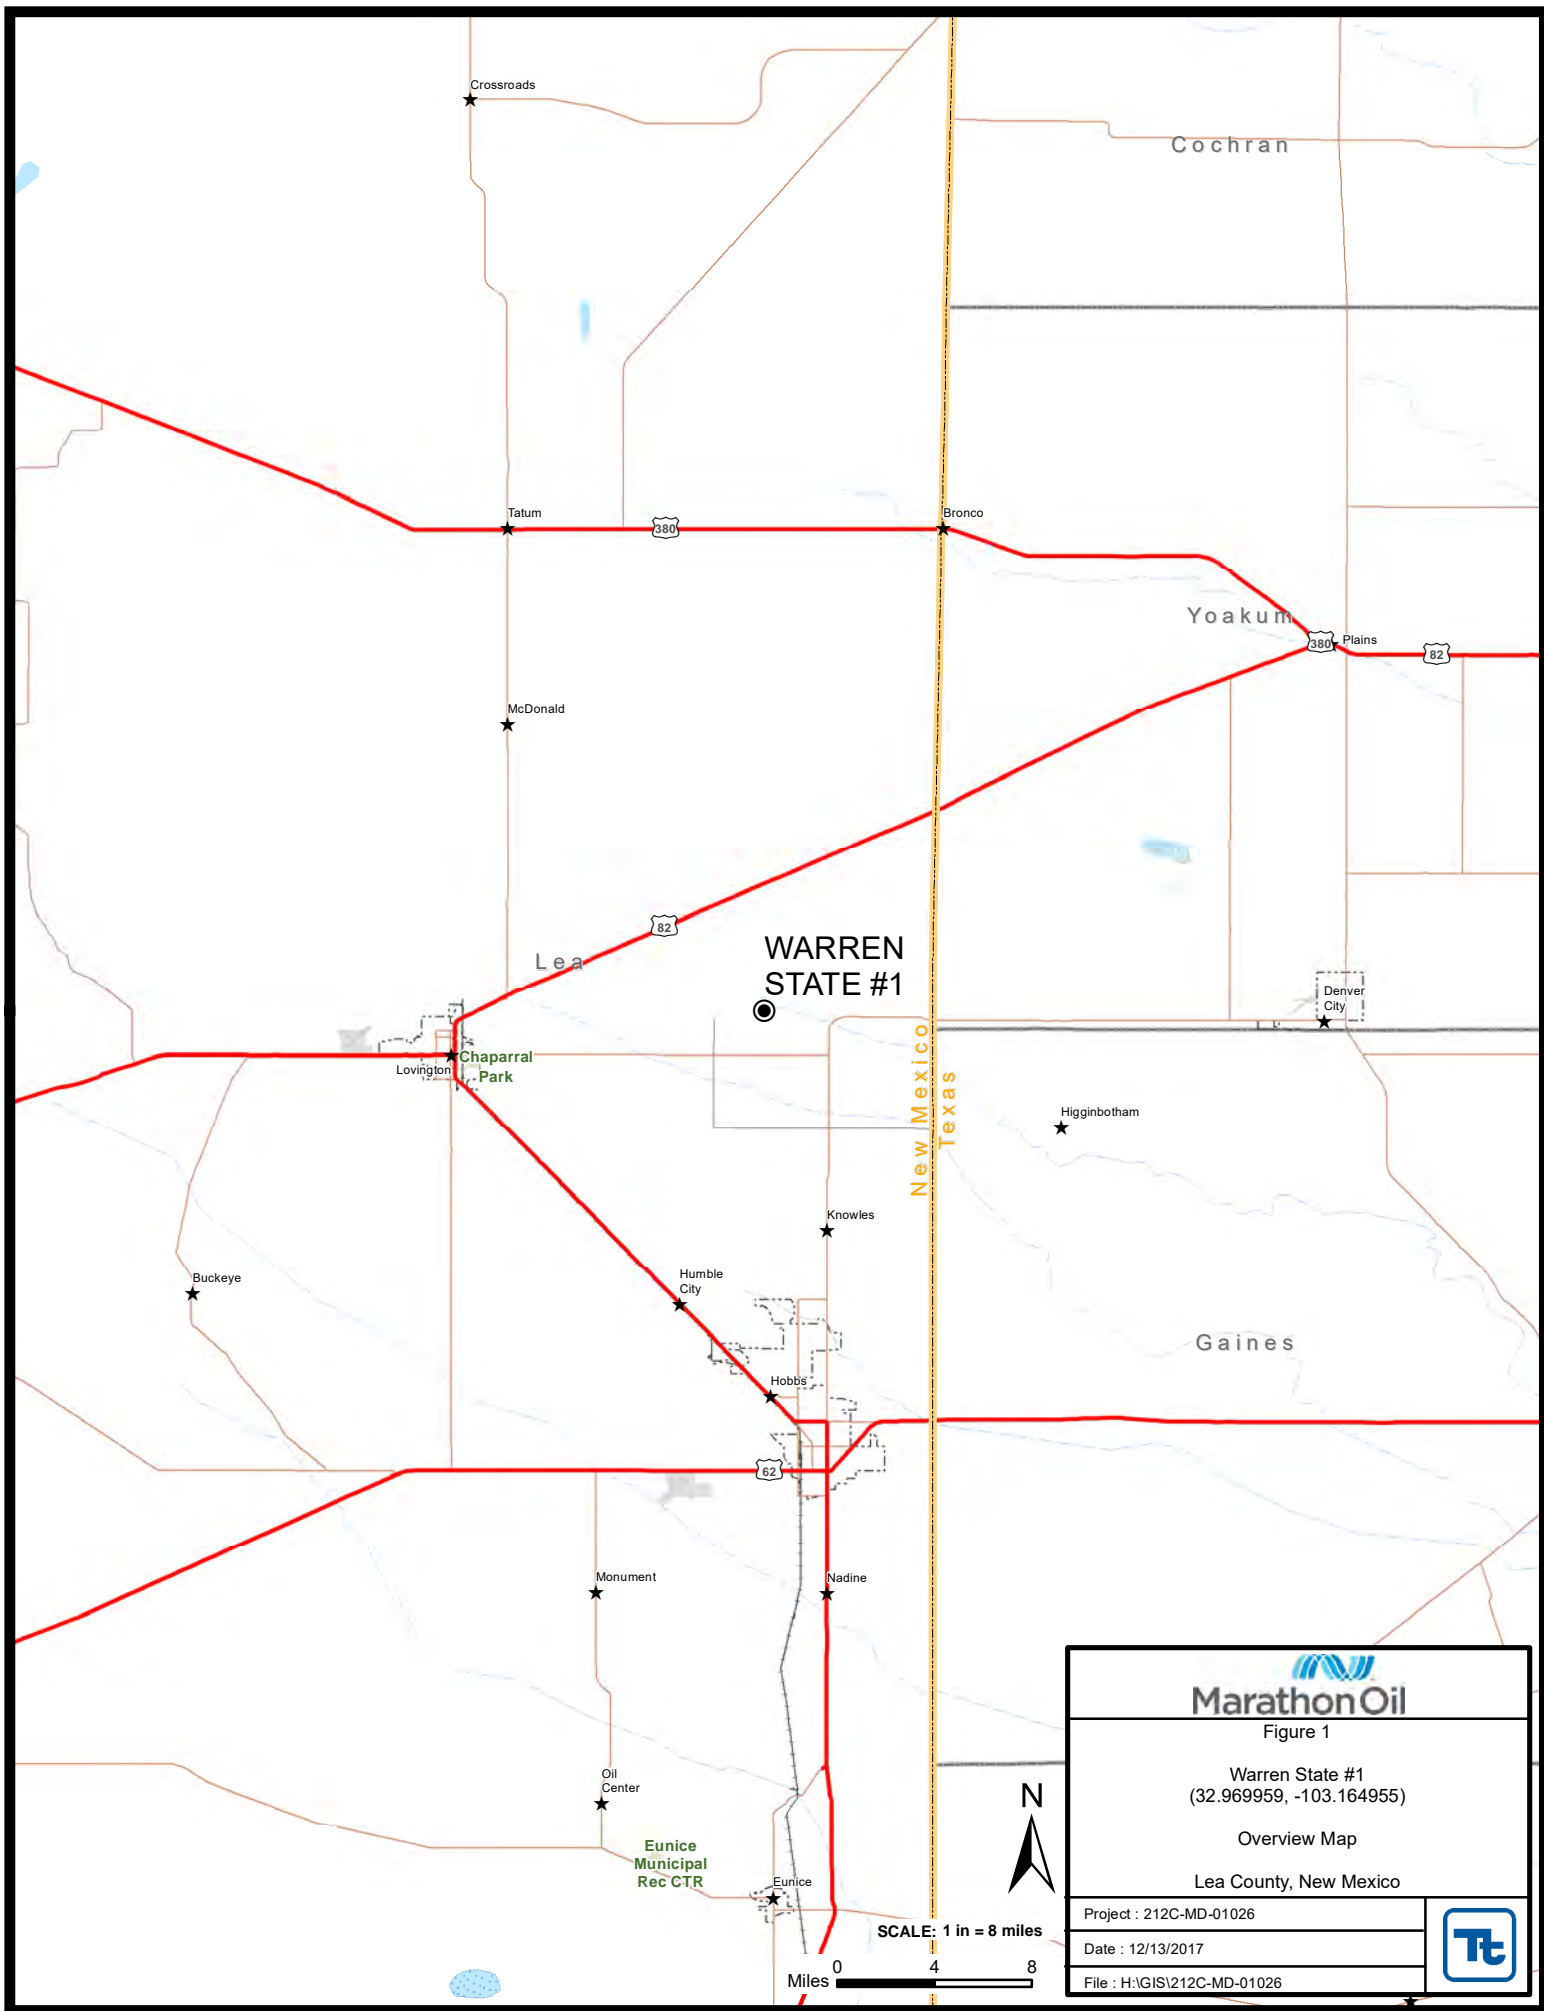 Crossroads
Cochran
Tatum
380
Bronco
Yoakum
380
Plains
82
McDonald
82
Lea
WARREN
STATE #1
Denver
City
Chaparral
Park
Lovington
New Mexico
Texas
Higginbotham
Knowles
Buckeye
Humble
City
Gaines
Hobbs
62
Monument
Nadine
Oil
Center
Eunice
Municipal
Rec CTR
Eunice
N
SCALE: 1 in = 8 miles
0 4 8
Miles
Marathon Oil
Figure 1
Warren State #1
(32.969959, -103.164955)
Overview Map
Lea County, New Mexico
Project : 212C-MD-01026
Date : 12/13/2017
File : H:\GIS\212C-MD-01026
Tt